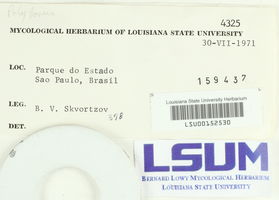 4325
MYCOLOGICAL HERBARIUM OF LOUISIANA STATE UNIVERSITY
30-VII-1971
LOC. Parque do Estado
Sao Paulo, Brasil
159437
Louisiana State University Herbarium
LSU00152530
LEG. B. V. Skvortzov
398
DET.
LSUM
BERNARD LOWY MYCOLOGICAL HERBARIUM
LOUISIANA STATE UNIVERSITY